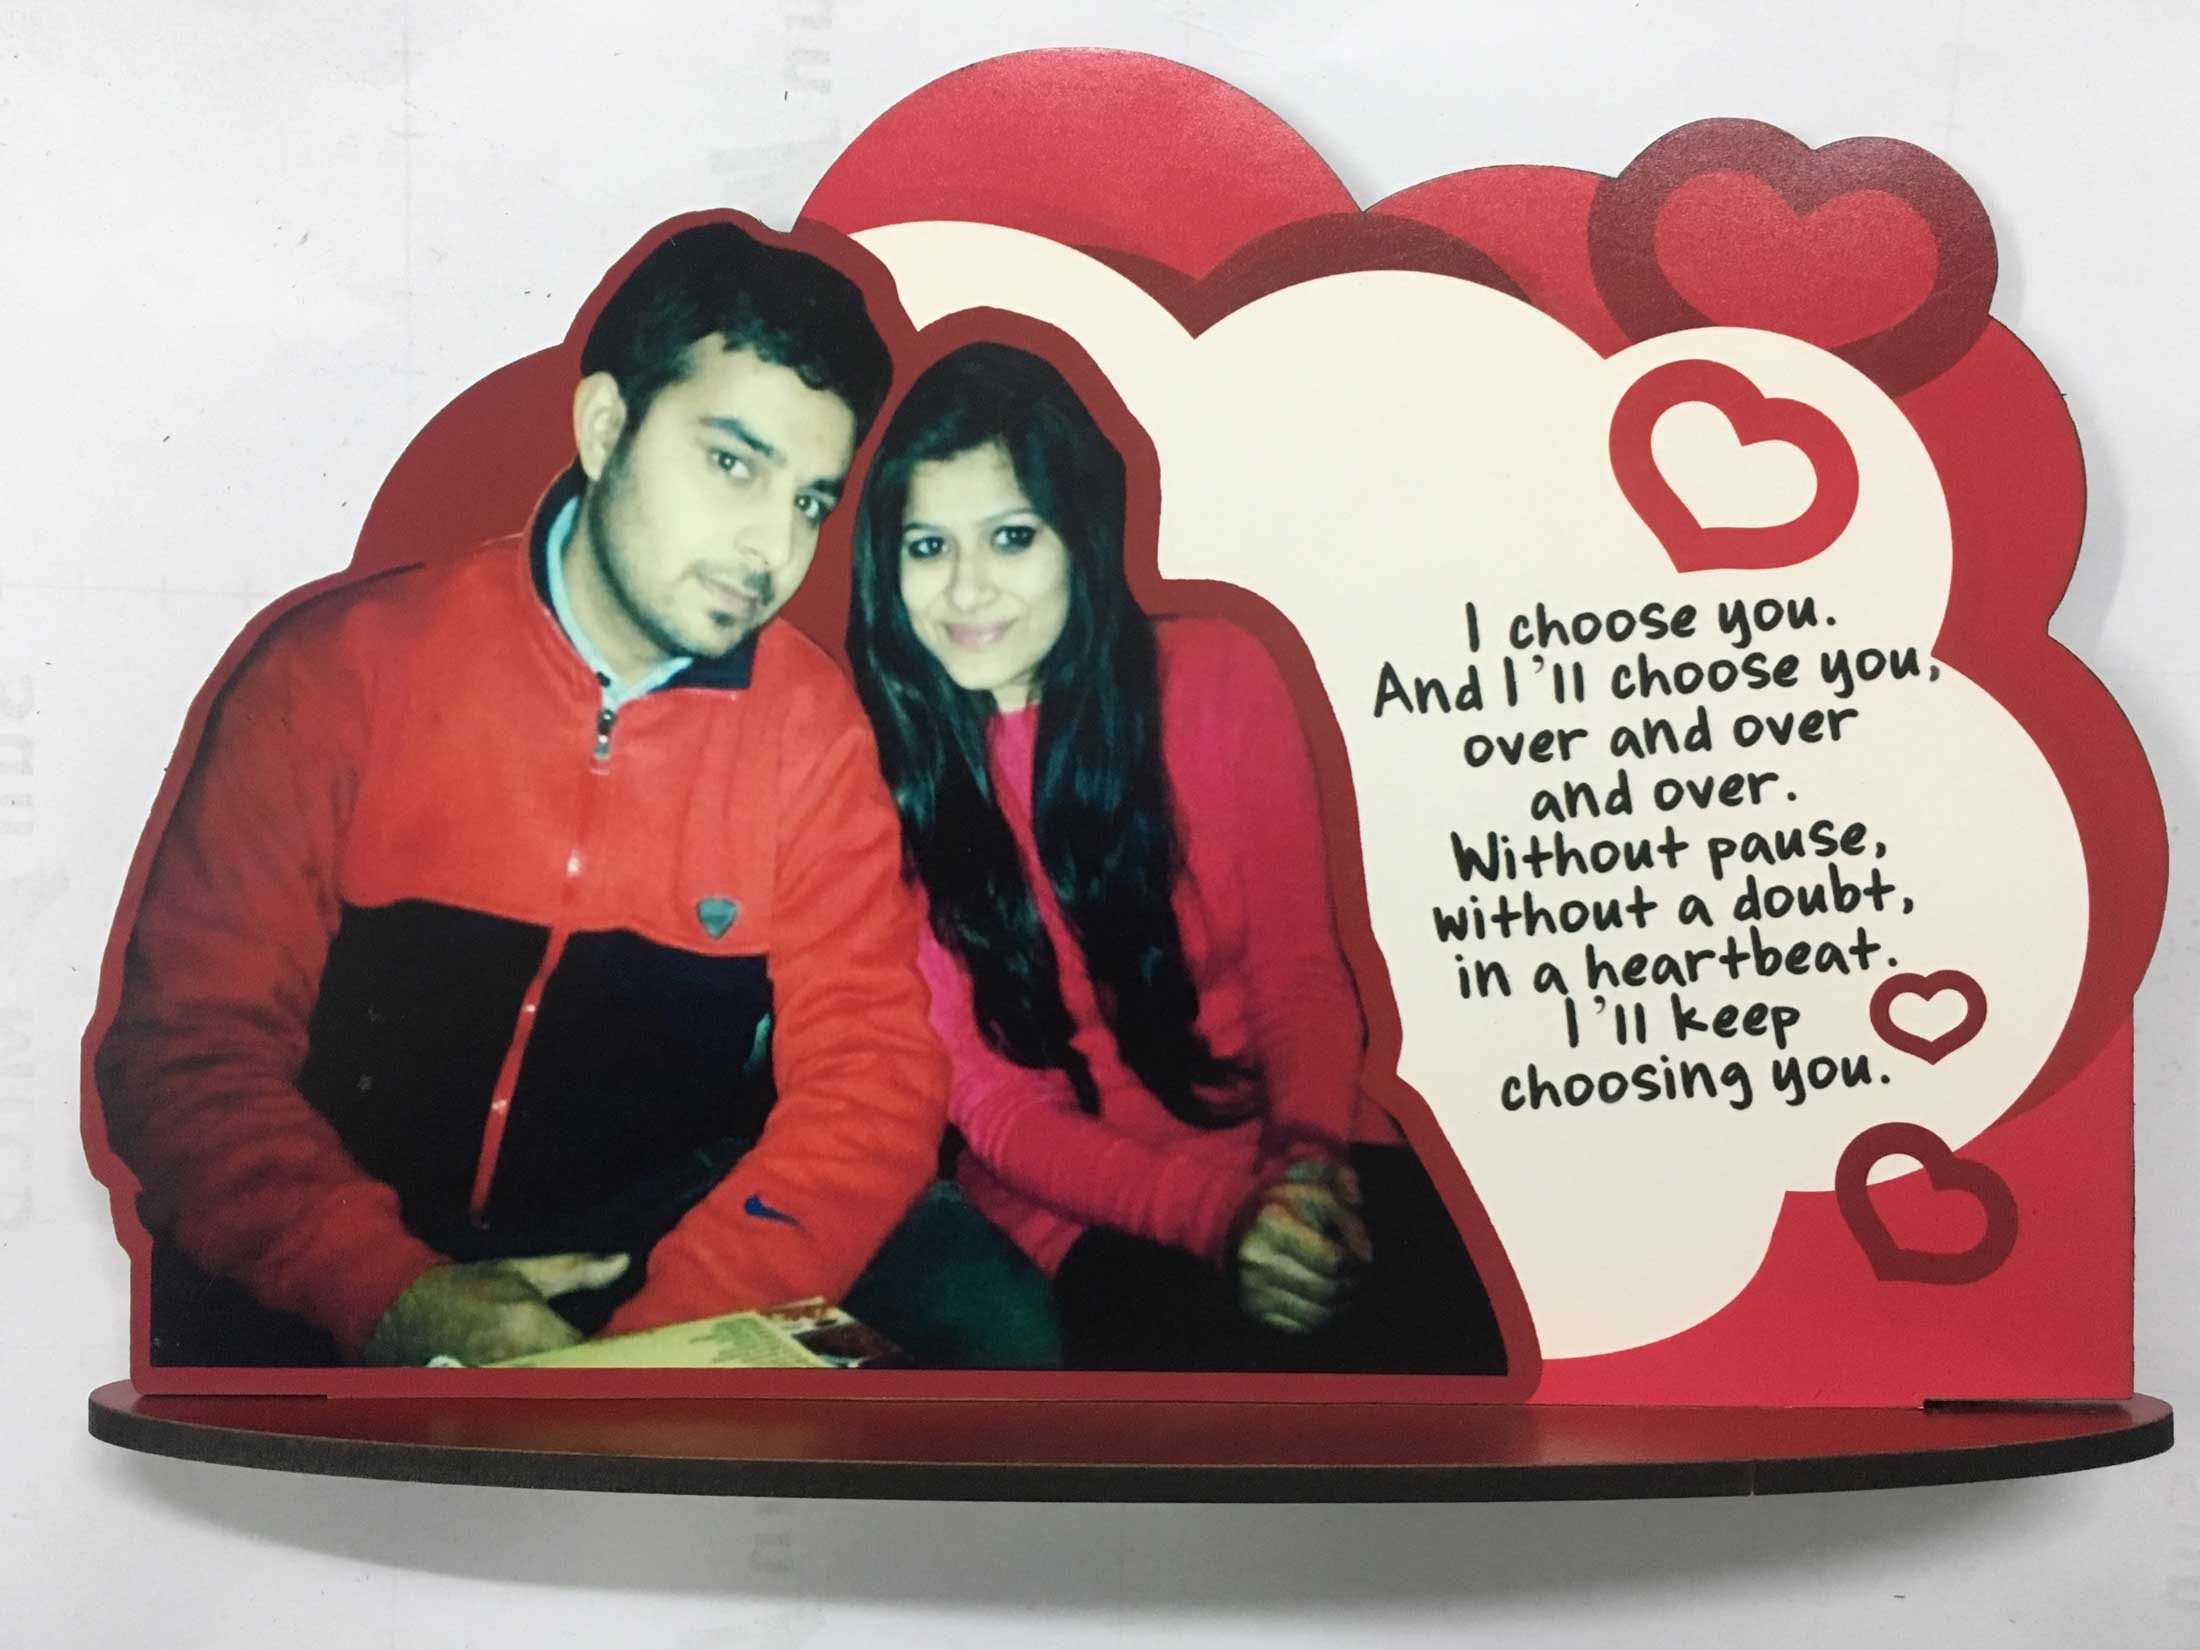 I choose you.
And I'll choose you,
over and over
and over.
Without pause,
without a doubt,
in a heartbeat.
I'll keep
choosing you.